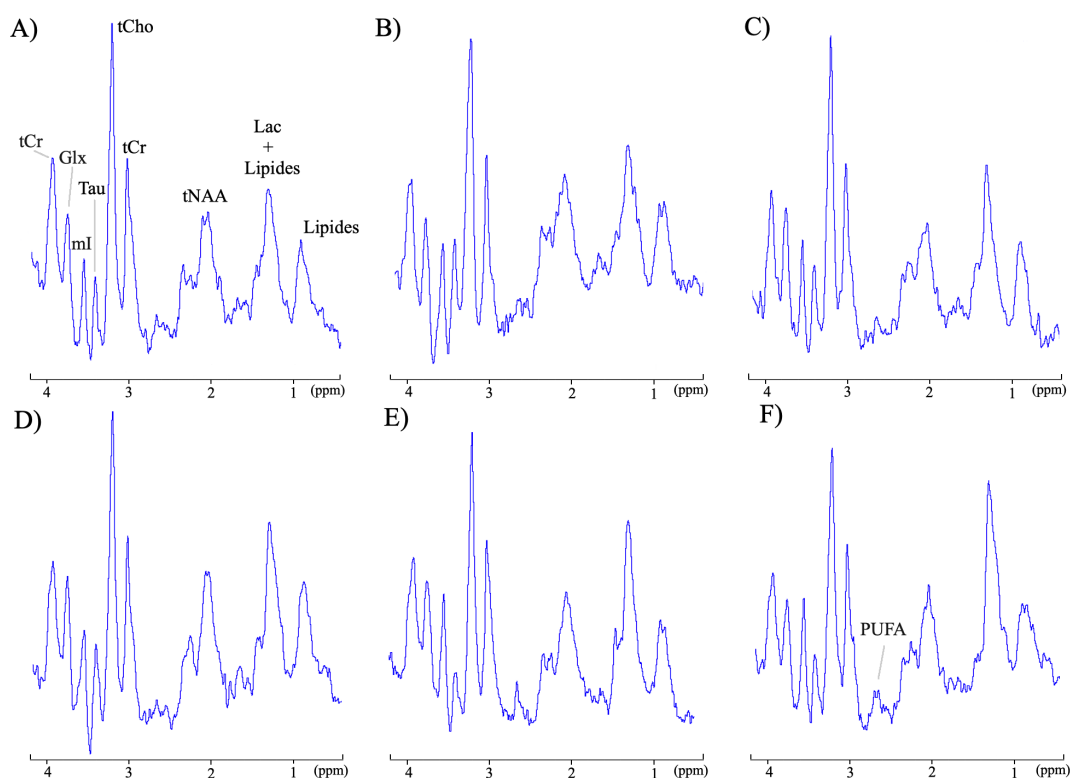 A)
tCho
tCr
Glx
Tau
mI
tCr
tNAA
Lac
+
Lipides
Lipides
4 3 2 1 (ppm)
B)
4 3 2 1 (ppm)
C)
4 3 2 1 (ppm)
D)
4 3 2 1 (ppm)
E)
4 3 2 1 (ppm)
F)
PUFA
4 3 2 1 (ppm)